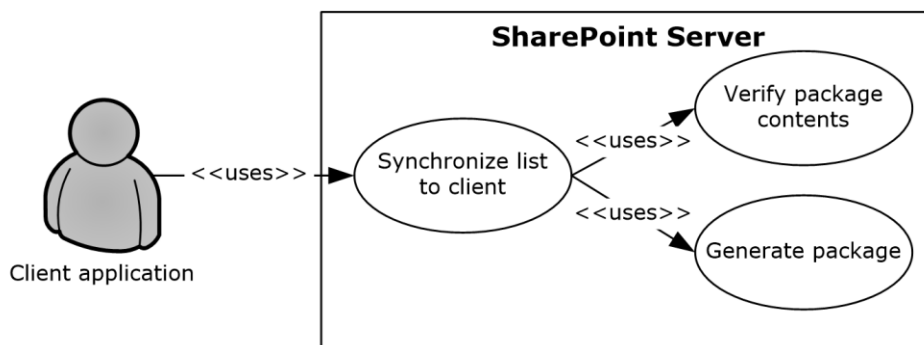 SharePoint Server
Verify package
contents
<<uses>>
<<uses>>
Synchronize list
to client
<<uses>>
Generate package
Client application